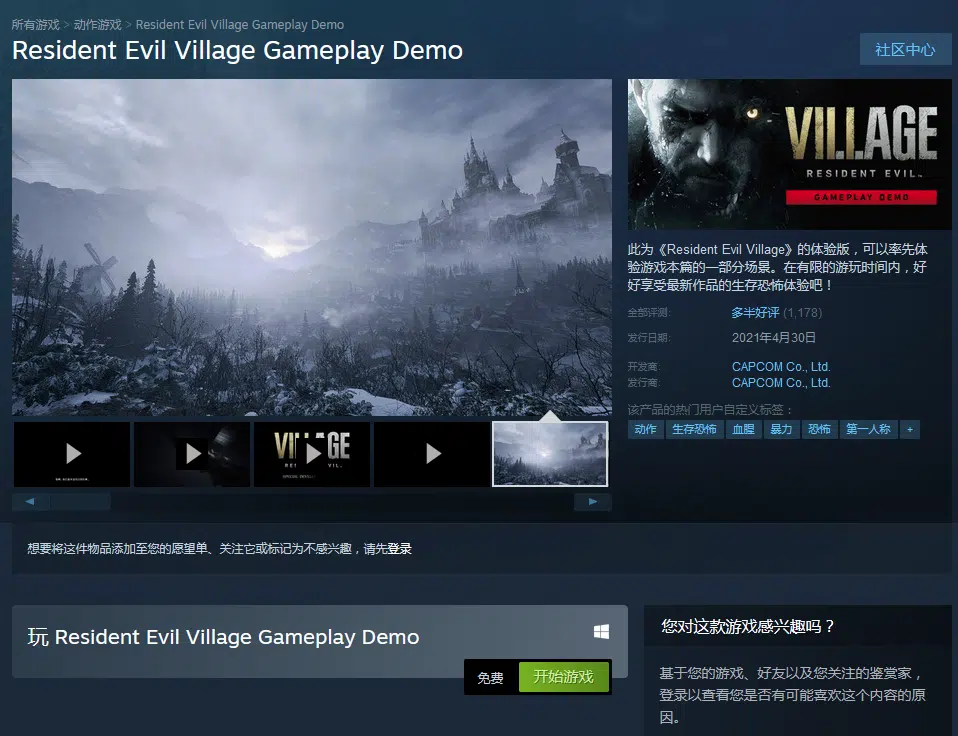 所有游戏 > 动作游戏 > Resident Evil Village Gameplay Demo
Resident Evil Village Gameplay Demo
社区中心
VILLAGE
RESIDENT EVIL.
GAMEPLAY DEMO
此为《Resident Evil Village》的体验版，可以率先体
验游戏本篇的一部分场景。在有限的游玩时间内，好
好享受最新作品的生存恐怖体验吧！
全部评测: 多半好评 (1,178)
发行日期: 2021年4月30日
开发商: CAPCOM Co., Ltd.
发行商: CAPCOM Co., Ltd.
该产品的热门用户自定义标签：
动作 生存恐怖 血腥 暴力 恐怖 第一人称 +
想要将这件物品添加至您的愿望单、关注它或标记为不感兴趣，请先登录
玩 Resident Evil Village Gameplay Demo
免费 开始游戏
您对这款游戏感兴趣吗？
基于您的游戏、好友以及您关注的鉴赏家，
登录以查看您是否有可能喜欢这个内容的原
因。